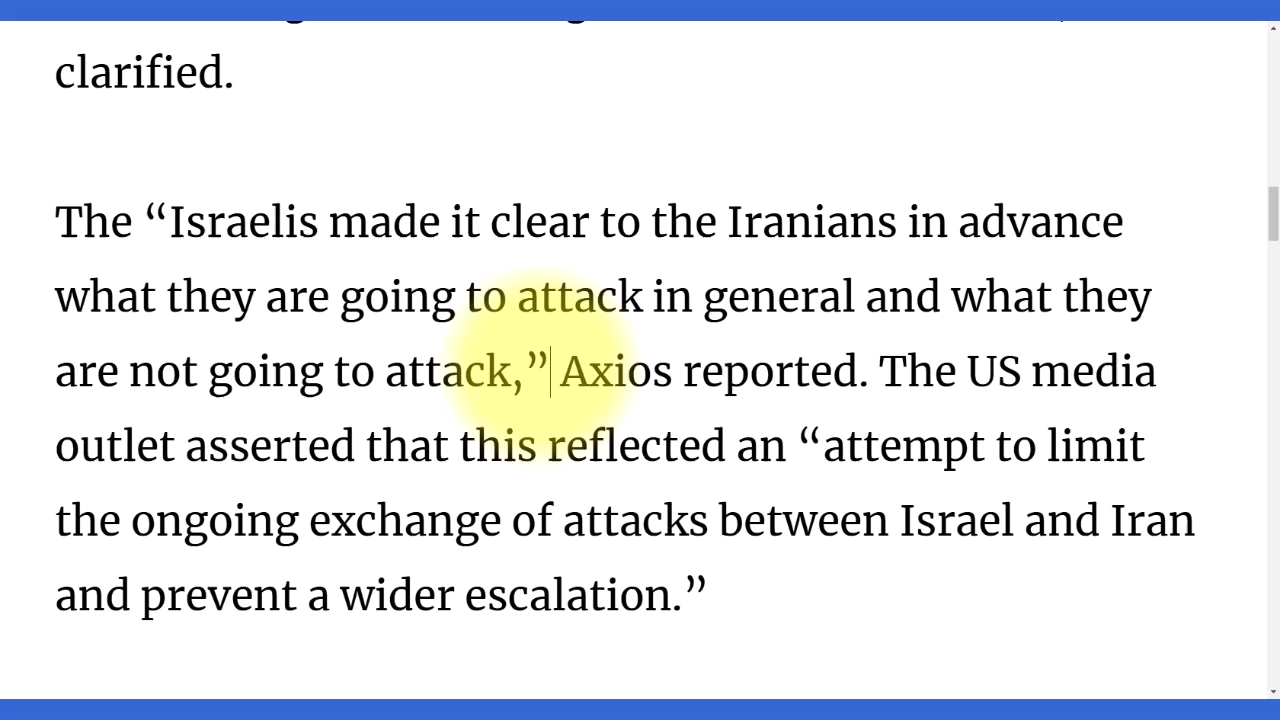 clarified.
The “Israelis made it clear to the Iranians in advance
what they are going to attack in general and what they
are not going to attack,” Axios reported. The US media
outlet asserted that this reflected an “attempt to limit
the ongoing exchange of attacks between Israel and Iran
and prevent a wider escalation.”